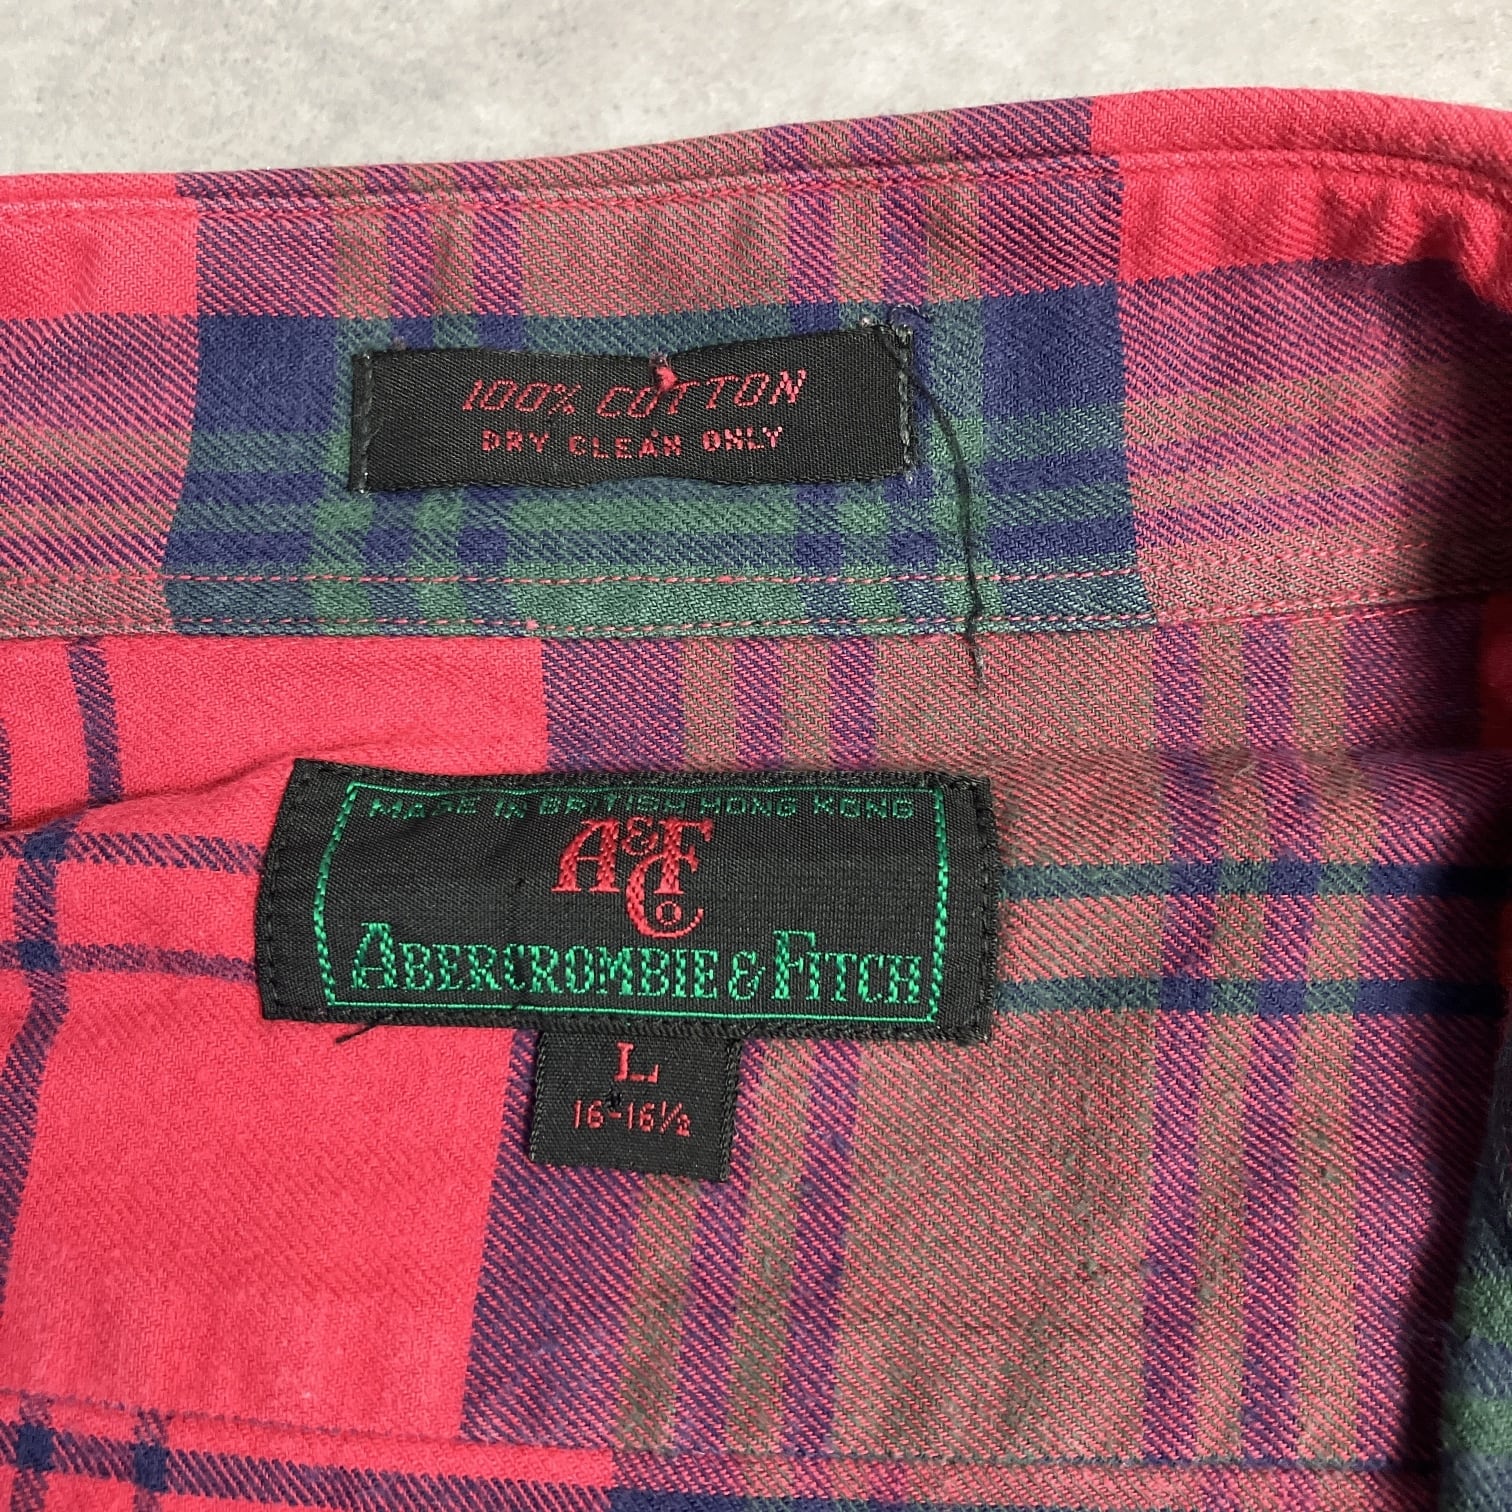 100% COTTON
DRY CLEAN ONLY
MADE IN BRITISH HONG KONG
A&F
Co
ABERCROMBIE & FITCH
L
16-16½